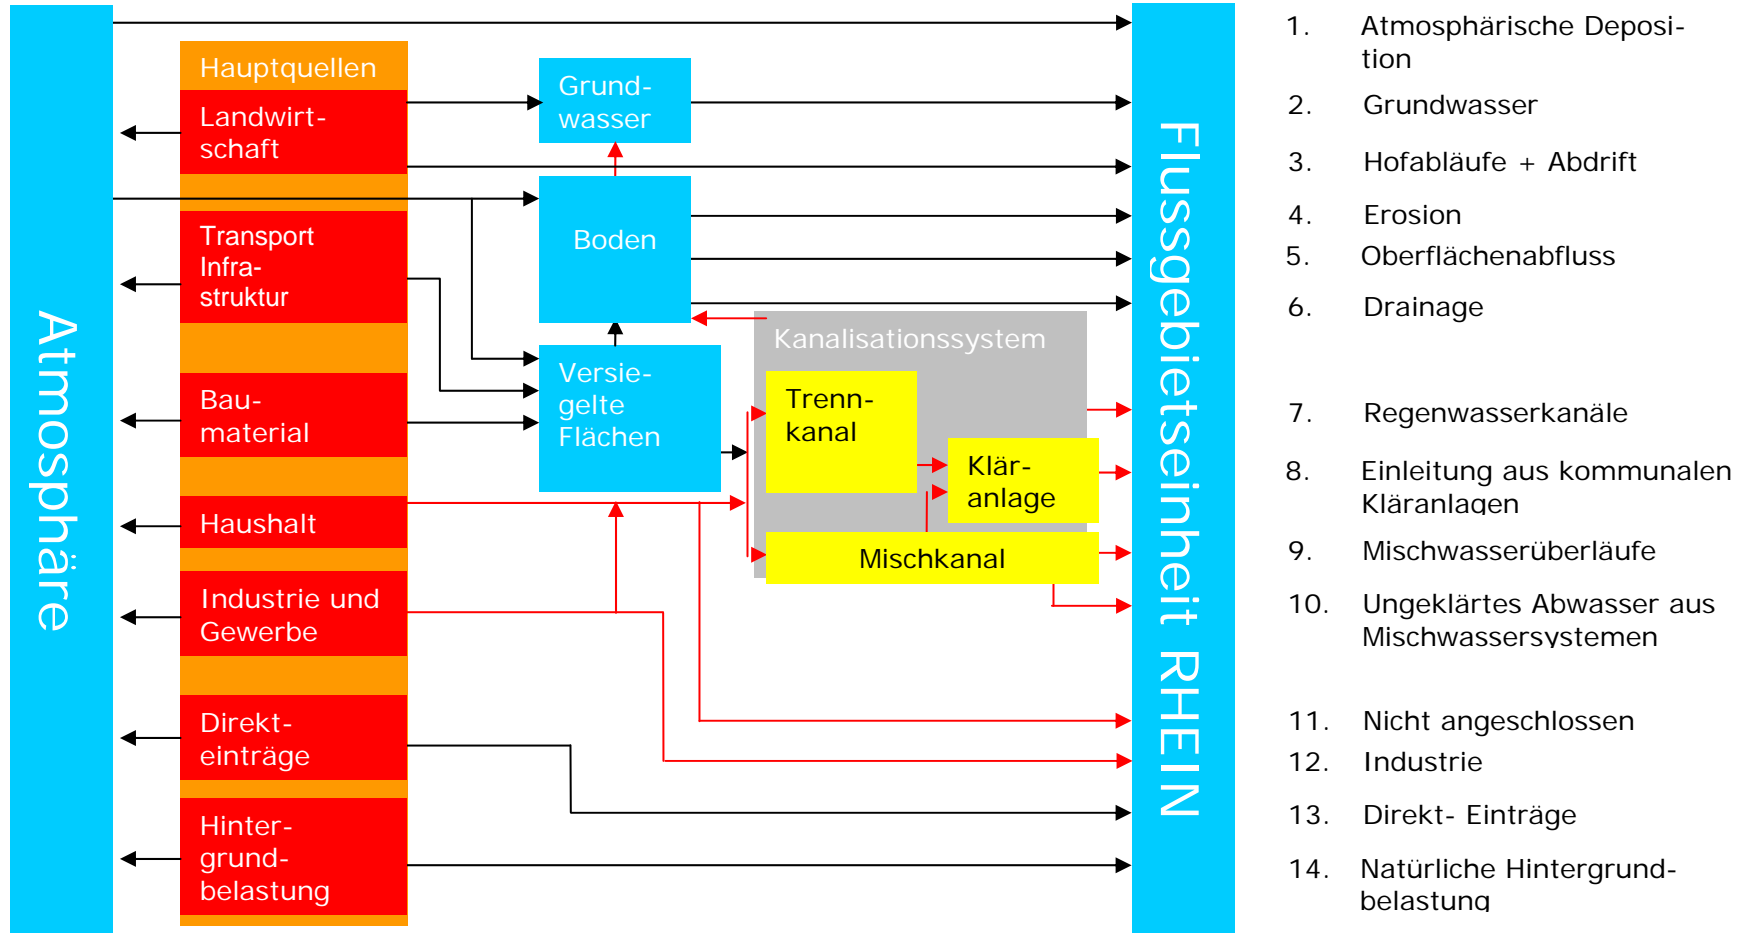 Atmosphäre
Hauptquellen
Landwirt-
schaft
Transport
Infra-
struktur
Bau-
material
Haushalt
Industrie und
Gewerbe
Direkt-
einträge
Hinter-
grund-
belastung
Grund-
wasser
Boden
Versie-
gelte
Flächen
Kanalisationssystem
Trenn-
kanal
Klär-
anlage
Mischkanal
Flussgebietseinheit RHEIN
1. Atmosphärische Deposi-
tion
2. Grundwasser
3. Hofabläufe + Abdrift
4. Erosion
5. Oberflächenabfluss
6. Drainage
7. Regenwasserkanäle
8. Einleitung aus kommunalen
Kläranlagen
9. Mischwasserüberläufe
10. Ungeklärtes Abwasser aus
Mischwassersystemen
11. Nicht angeschlossen
12. Industrie
13. Direkt- Einträge
14. Natürliche Hintergrund-
belastung